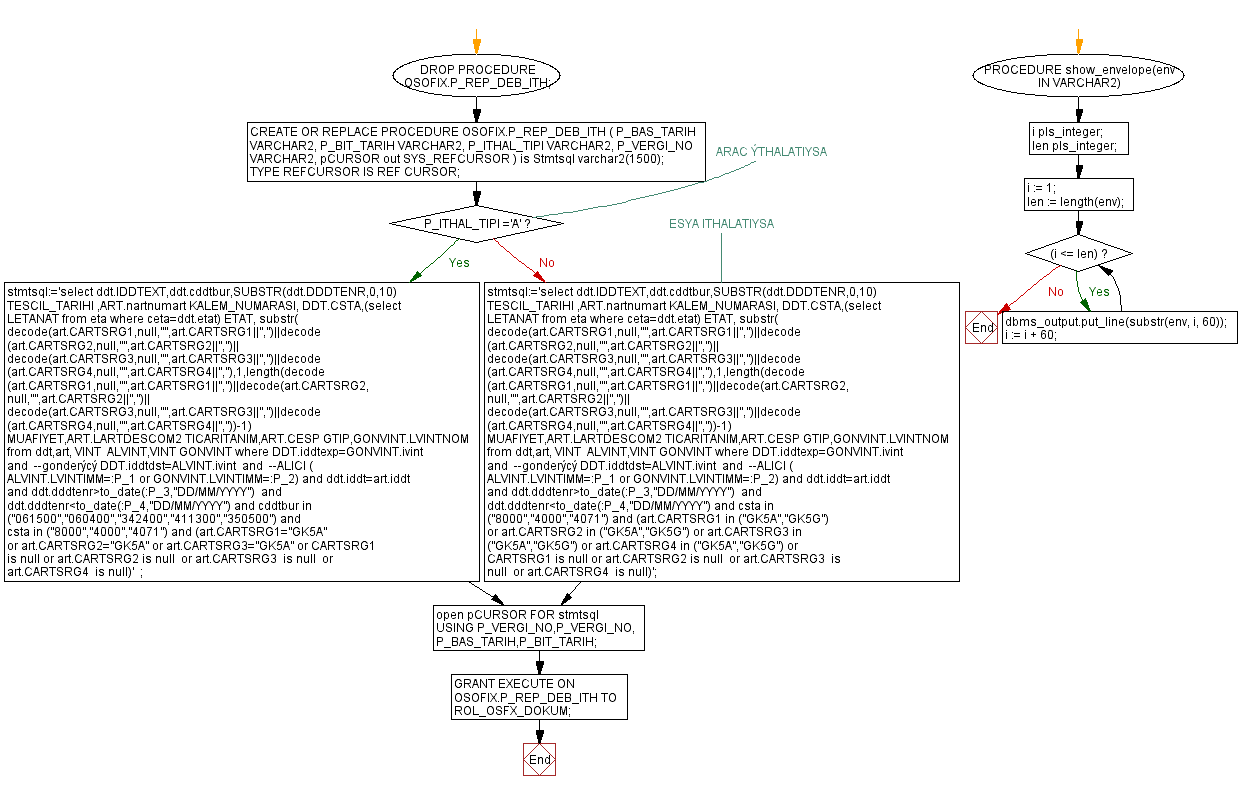 DROP PROCEDURE
OSOFIX.P_REP_DEB_ITH;
CREATE OR REPLACE PROCEDURE OSOFIX.P_REP_DEB_ITH ( P_BAS_TARIH
VARCHAR2, P_BIT_TARIH VARCHAR2, P_ITHAL_TIPI VARCHAR2, P_VERGI_NO
VARCHAR2, pCURSOR out SYS_REFCURSOR ) is Stmtsql varchar2(1500);
TYPE REFCURSOR IS REF CURSOR;
ARAC ÝTHALATIYSA
P_ITHAL_TIPI ='A' ?
ESYA ITHALATIYSA
Yes
No
stmtsql:='select ddt.IDDTEXT,ddt.cddtbur,SUBSTR(ddt.DDDTENR,0,10)
TESCIL_TARIHI ,ART.nartnumart KALEM_NUMARASI, DDT.CSTA,(select
LETANAT from eta where ceta=ddt.etat) ETAT, substr(
decode(art.CARTSRG1,null,"",art.CARTSRG1||",")||decode
(art.CARTSRG2,null,"",art.CARTSRG2||",")||
decode(art.CARTSRG3,null,"",art.CARTSRG3||",")||decode
(art.CARTSRG4,null,"",art.CARTSRG4||","),1,length(decode
(art.CARTSRG1,null,"",art.CARTSRG1||",")||decode(art.CARTSRG2,
null,"",art.CARTSRG2||",")||
decode(art.CARTSRG3,null,"",art.CARTSRG3||",")||decode
(art.CARTSRG4,null,"",art.CARTSRG4||","))-1)
MUAFIYET,ART.LARTDESCOM2 TICARITANIM,ART.CESP GTIP,GONVINT.LVINTNOM
from ddt,art, VINT  ALVINT,VINT GONVINT where DDT.iddtexp=GONVINT.ivint
and  --gonderýcý DDT.iddtdst=ALVINT.ivint  and  --ALICI (
ALVINT.LVINTIMM=:P_1 or GONVINT.LVINTIMM=:P_2) and ddt.iddt=art.iddt
and ddt.dddtenr>to_date(:P_3,"DD/MM/YYYY")  and
ddt.dddtenr<to_date(:P_4,"DD/MM/YYYY") and cddtbur in
("061500","060400","342400","411300","350500") and
csta in ("8000","4000","4071") and (art.CARTSRG1="GK5A"
or art.CARTSRG2="GK5A" or art.CARTSRG3="GK5A" or CARTSRG1
is null or art.CARTSRG2 is null  or art.CARTSRG3  is null  or
art.CARTSRG4  is null)'  ;
stmtsql:='select ddt.IDDTEXT,ddt.cddtbur,SUBSTR(ddt.DDDTENR,0,10)
TESCIL_TARIHI ,ART.nartnumart KALEM_NUMARASI, DDT.CSTA,(select
LETANAT from eta where ceta=ddt.etat) ETAT, substr(
decode(art.CARTSRG1,null,"",art.CARTSRG1||",")||decode
(art.CARTSRG2,null,"",art.CARTSRG2||",")||
decode(art.CARTSRG3,null,"",art.CARTSRG3||",")||decode
(art.CARTSRG4,null,"",art.CARTSRG4||","),1,length(decode
(art.CARTSRG1,null,"",art.CARTSRG1||",")||decode(art.CARTSRG2,
null,"",art.CARTSRG2||",")||
decode(art.CARTSRG3,null,"",art.CARTSRG3||",")||decode
(art.CARTSRG4,null,"",art.CARTSRG4||","))-1)
MUAFIYET,ART.LARTDESCOM2 TICARITANIM,ART.CESP GTIP,GONVINT.LVINTNOM
from ddt,art, VINT  ALVINT,VINT GONVINT where DDT.iddtexp=GONVINT.ivint
and  --gonderýcý DDT.iddtdst=ALVINT.ivint  and  --ALICI (
ALVINT.LVINTIMM=:P_1 or GONVINT.LVINTIMM=:P_2) and ddt.iddt=art.iddt
and ddt.dddtenr>to_date(:P_3,"DD/MM/YYYY")  and
ddt.dddtenr<to_date(:P_4,"DD/MM/YYYY") and csta in
("8000","4000","4071") and (art.CARTSRG1 in ("GK5A","GK5G")
or art.CARTSRG2 in ("GK5A","GK5G") or art.CARTSRG3 in
("GK5A","GK5G") or art.CARTSRG4 in ("GK5A","GK5G") or
CARTSRG1 is null or art.CARTSRG2 is null  or art.CARTSRG3  is
null  or art.CARTSRG4  is null)';
open pCURSOR FOR stmtsql
USING P_VERGI_NO,P_VERGI_NO,
P_BAS_TARIH,P_BIT_TARIH;
GRANT EXECUTE ON
OSOFIX.P_REP_DEB_ITH TO
ROL_OSFX_DOKUM;
End
PROCEDURE show_envelope(env
IN VARCHAR2)
i pls_integer;
len pls_integer;
i := 1;
len := length(env);
(i <= len) ?
No
Yes
End
dbms_output.put_line(substr(env, i, 60));
i := i + 60;